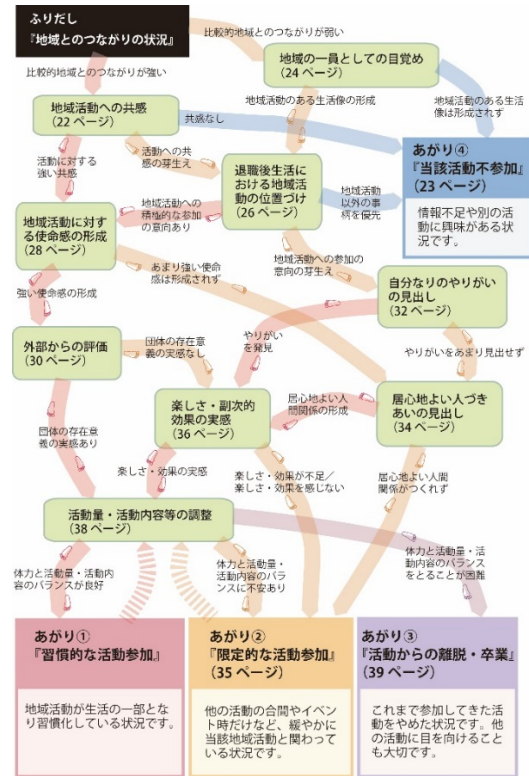 ふりだし
『地域とのつながりの状況』
比較的地域とのつながりが弱い
比較的地域とのつながりが強い
地域の一員としての目覚め
(24 ページ)
地域活動への共感
(22 ページ)
地域活動のある生活像の形成
地域活動のある生活
像は形成されず
共感なし
活動に対する
強い共感
活動への共
感の芽生え
退職後生活に
おける地域活
動の位置づけ
(26 ページ)
地域活動
以外の事
柄を優先
あがり④
『当該活動不参加』
(23 ページ)
情報不足や別の活
動に興味がある状
況です。
地域活動への
積極的な参加
の意向あり
地域活動に対す
る使命感の形成
(28 ページ)
あまり強い使命
感は形成されず
地域活動への参加の
意向の芽生え
強い使命感の形成
自分なりのやりがい
の見出し
(32 ページ)
外部からの評価
(30 ページ)
団体の存在意
義の実感なし
やりがい
を発見
やりがいをあまり見出せず
楽しさ・副次的
効果の実感
(36 ページ)
居心地よい人
間関係の形成
居心地よい人づき
あいの見出し
(34 ページ)
団体の存在意
義の実感あり
楽しさ・効果の実感
楽しさ・効果が不足/
楽しさ・効果を感じない
居心地よい人間
関係がつくれず
活動量・活動内容等の調整
(38 ページ)
体力と活動量・活動内
容のバランスが良好
体力と活動量・
活動内容のバラ
ンスに不安あり
体力と活動量・活
動内容のバランス
をとることが困難
あがり①
『習慣的な活動参加』
地域活動が生活の一部とな
り習慣化している状況です。
あがり②
『限定的な活動参加』
(35 ページ)
他の活動の合間やイベン
ト時だけなど、緩やかに
当該地域活動と関わって
いる状況です。
あがり③
『活動からの離脱・卒業』
(39 ページ)
これまで参加してきた活
動をやめた状況です。他
の活動に目を向けること
も大切です。